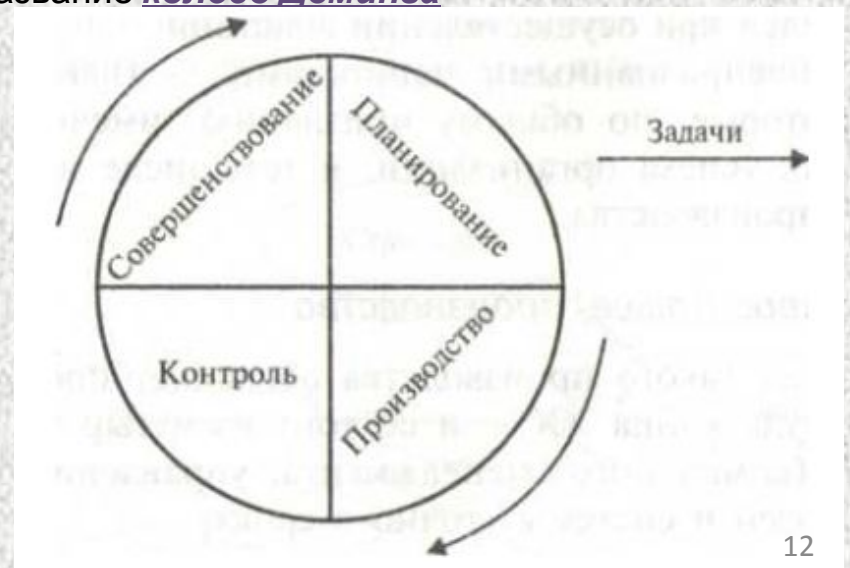 колесо Деминга
Совершенствование
Планирование
Задачи
Контроль
Производство
12